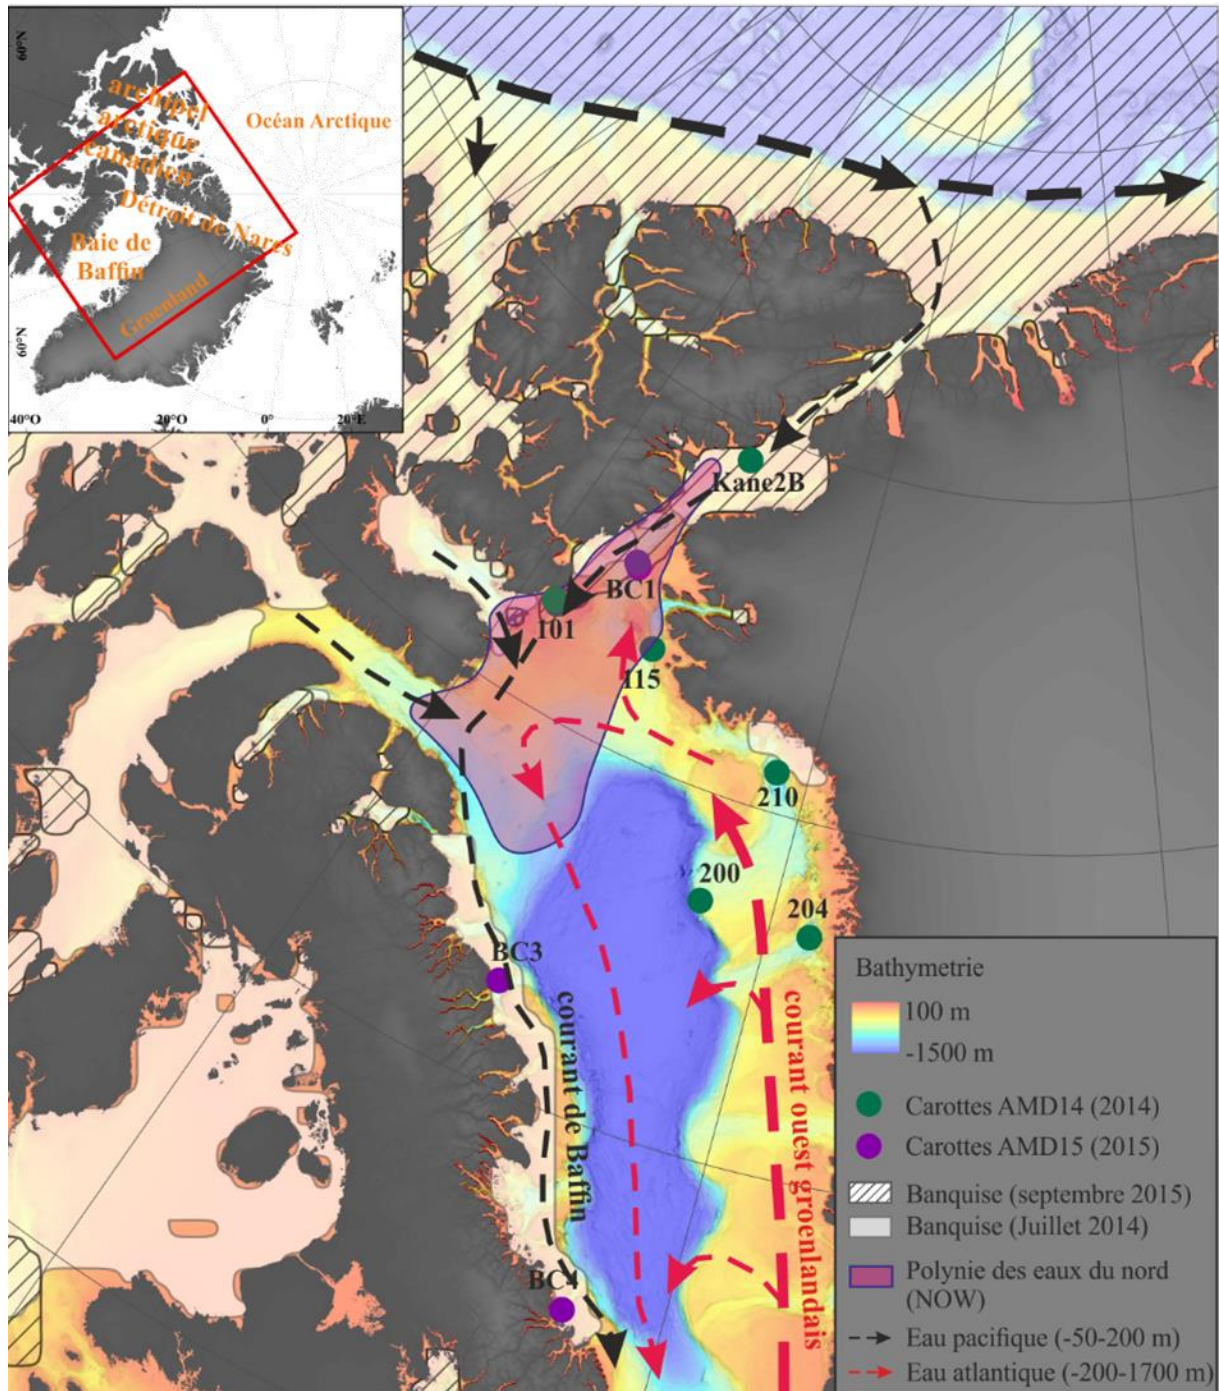 60°N
archipel
arctique
canadien
Océan Arctique
Détroit de Nares
Baie de
Baffin
Groenland
60°N
40°O
20°O
0°
20°E
Kane2B
BC1
101
115
210
200
204
BC3
courant de Baffin
courant ouest groenlandais
BC4
Bathymetrie
100 m
-1500 m
Carottes AMD14 (2014)
Carottes AMD15 (2015)
Banquise (septembre 2015)
Banquise (Juillet 2014)
Polynie des eaux du nord
(NOW)
Eau pacifique (-50-200 m)
Eau atlantique (-200-1700 m)